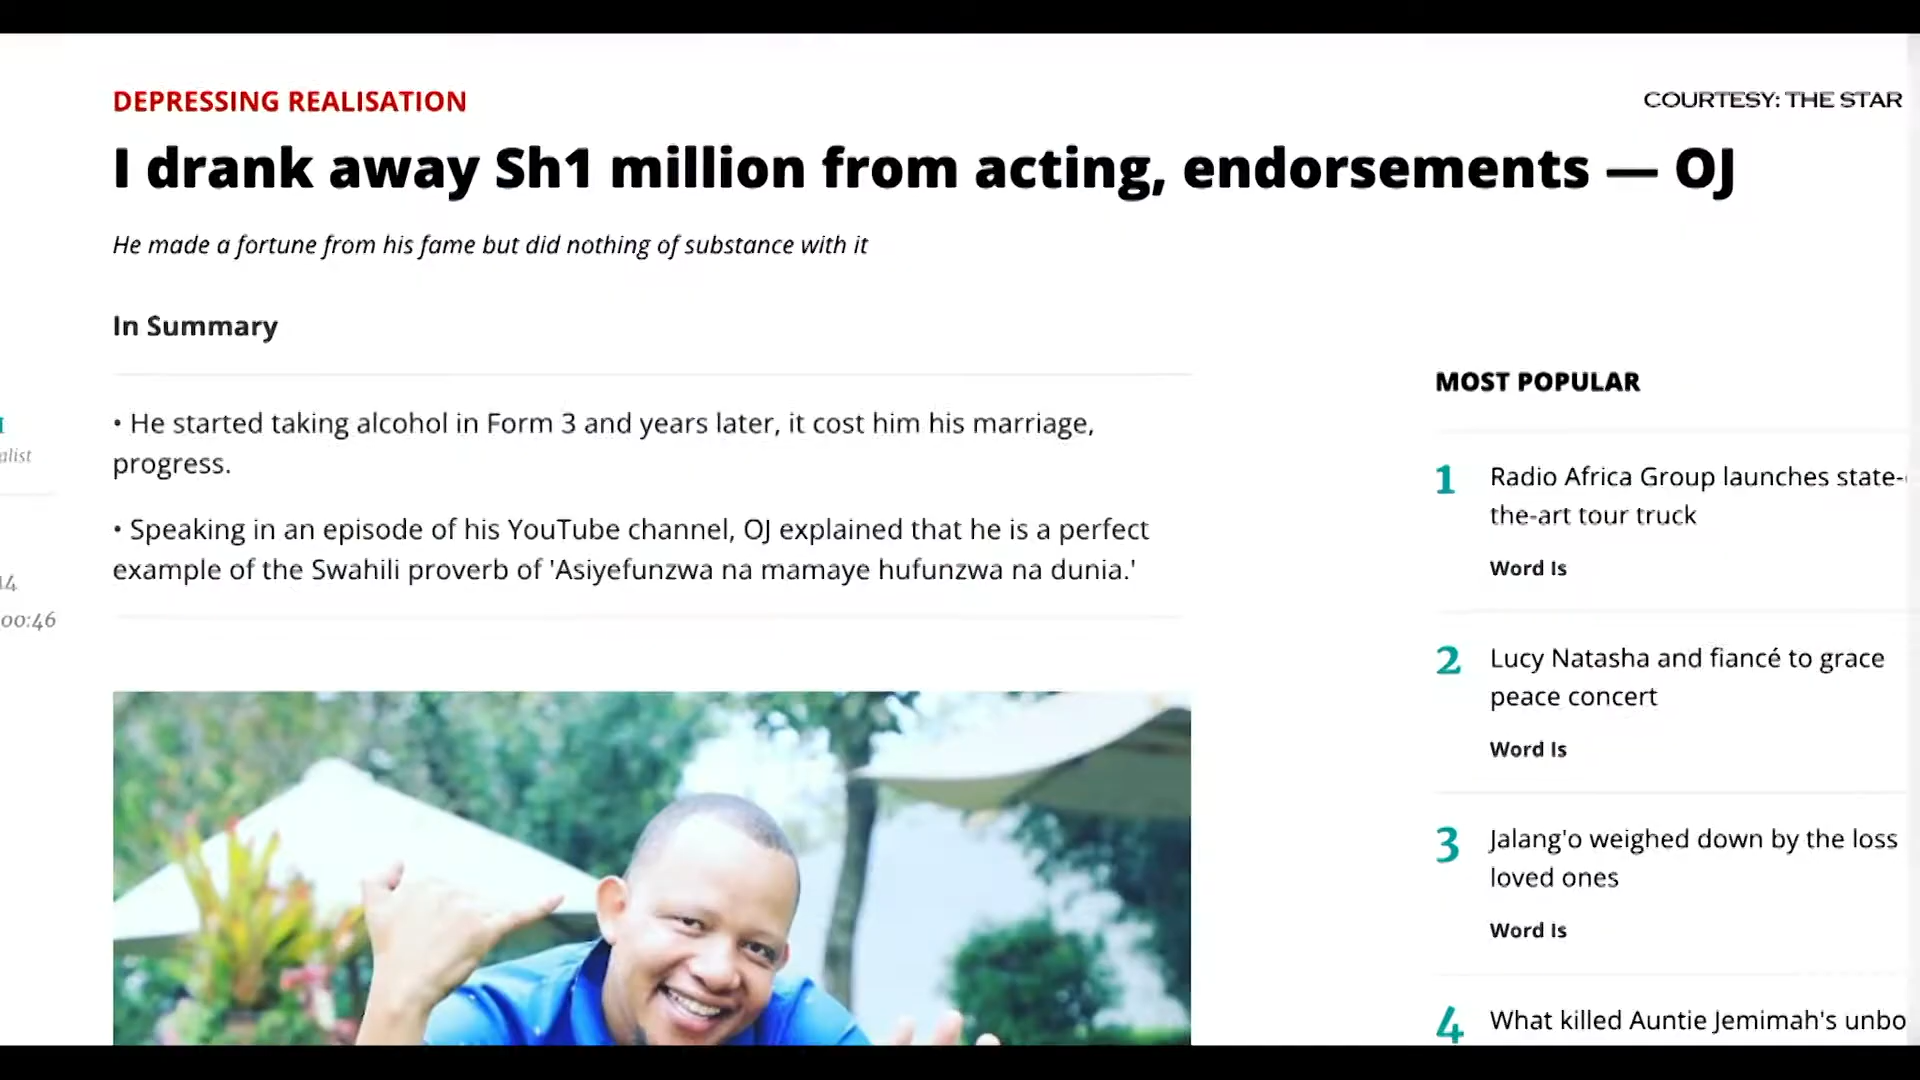 DEPRESSING REALISATION
COURTESY: THE STAR
I drank away Sh1 million from acting, endorsements — OJ
He made a fortune from his fame but did nothing of substance with it
In Summary
• He started taking alcohol in Form 3 and years later, it cost him his marriage,
progress.
• Speaking in an episode of his YouTube channel, OJ explained that he is a perfect
example of the Swahili proverb of 'Asiyefunzwa na mamaye hufunzwa na dunia.'
00:46
MOST POPULAR
1 Radio Africa Group launches state-
the-art tour truck
Word Is
2 Lucy Natasha and fiancé to grace
peace concert
Word Is
3 Jalang'o weighed down by the loss
loved ones
Word Is
4 What killed Auntie Jemimah's unbo